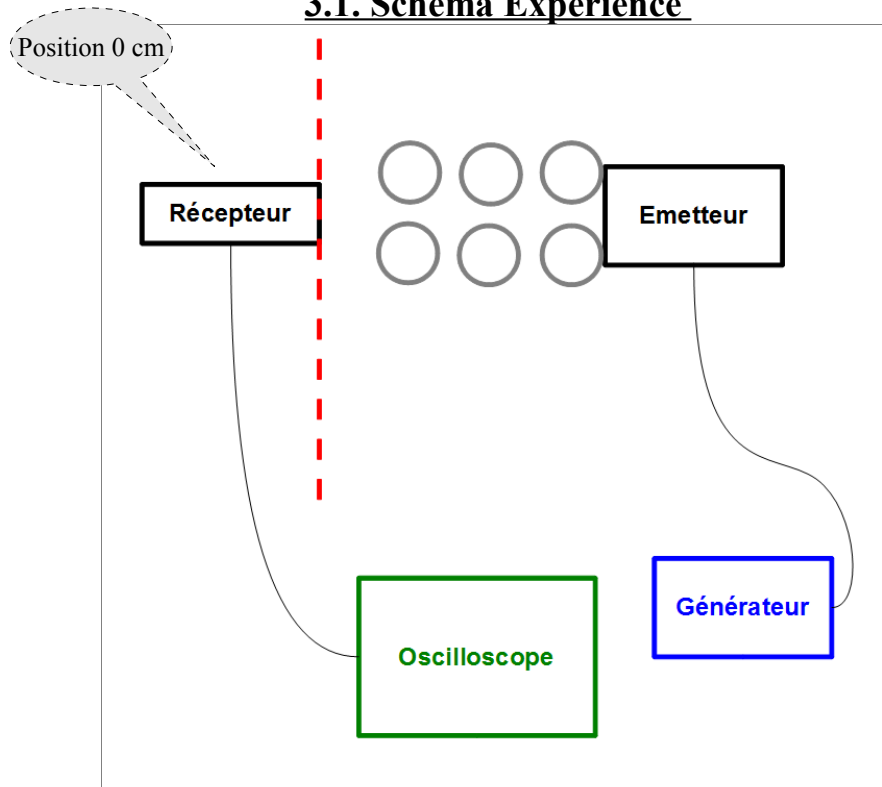 3.1. Schéma Expérience
Position 0 cm
Récepteur
Emetteur
Générateur
Oscilloscope